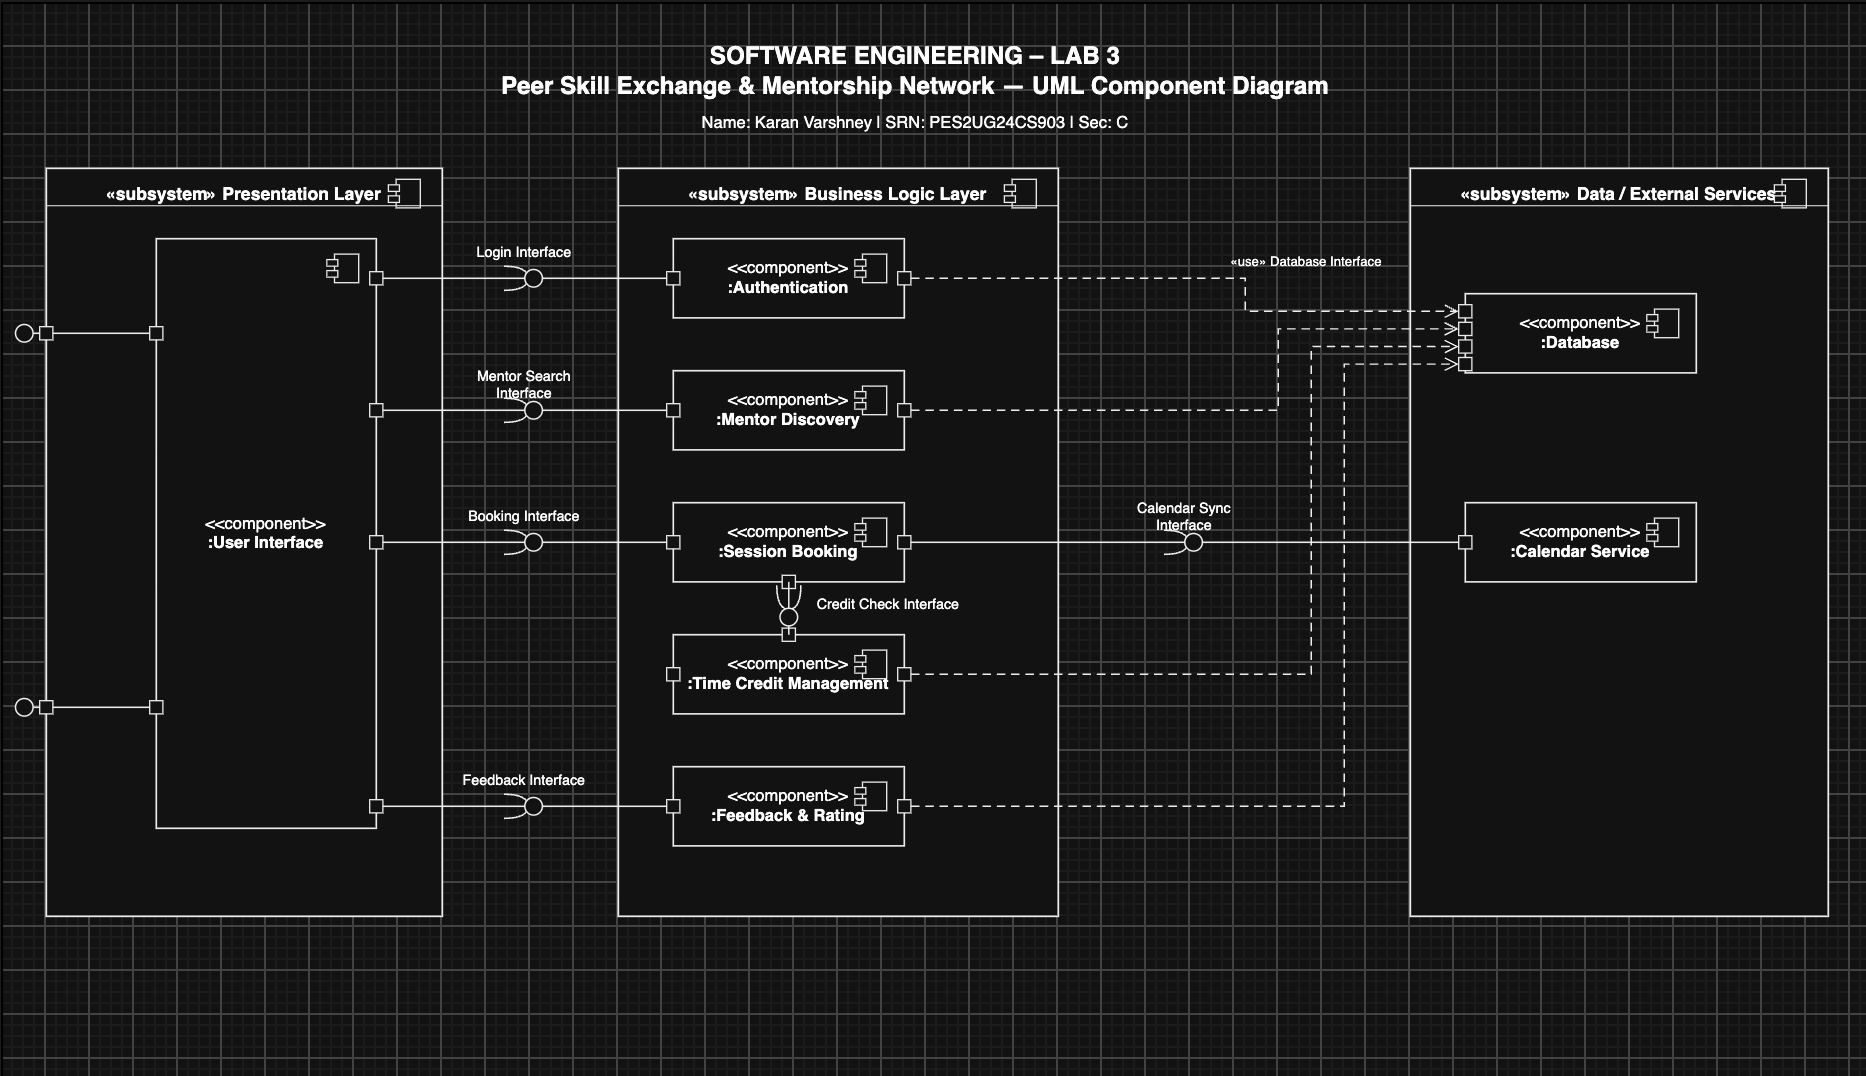 SOFTWARE ENGINEERING – LAB 3
Peer Skill Exchange & Mentorship Network — UML Component Diagram
Name: Karan Varshney | SRN: PES2UG24CS903 | Sec: C
«subsystem» Presentation Layer
«subsystem» Business Logic Layer
«subsystem» Data / External Services
Login Interface
«use» Database Interface
<<component>>
:Authentication
<<component>>
:Database
Mentor Search
Interface
<<component>>
:Mentor Discovery
<<component>>
:User Interface
Booking Interface
<<component>>
:Session Booking
Calendar Sync
Interface
<<component>>
:Calendar Service
Credit Check Interface
<<component>>
:Time Credit Management
Feedback Interface
<<component>>
:Feedback & Rating